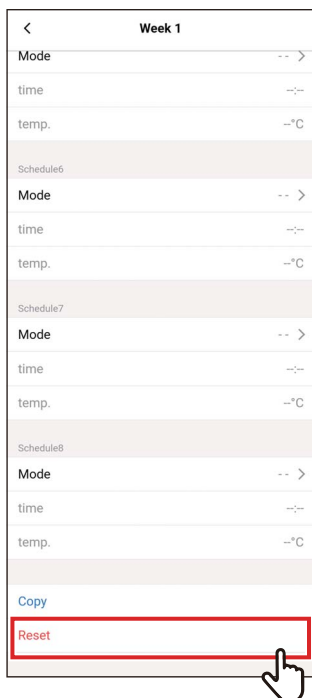 Week 1
Mode -- >
time --:--
temp. --°C
Schedule6
Mode -- >
time --:--
temp. --°C
Schedule7
Mode -- >
time --:--
temp. --°C
Schedule8
Mode -- >
time --:--
temp. --°C
Copy
Reset